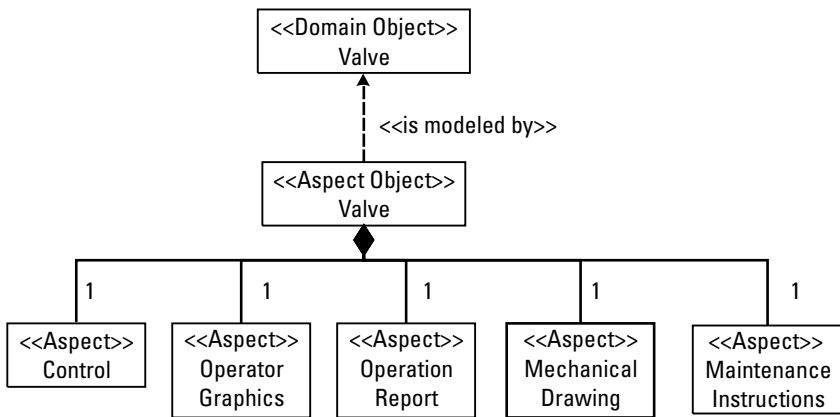 <<Domain Object>>
Valve
<<is modeled by>>
<<Aspect Object>>
Valve
1
1
1
1
1
<<Aspect>>
Control
<<Aspect>>
Operator
Graphics
<<Aspect>>
Operation
Report
<<Aspect>>
Mechanical
Drawing
<<Aspect>>
Maintenance
Instructions